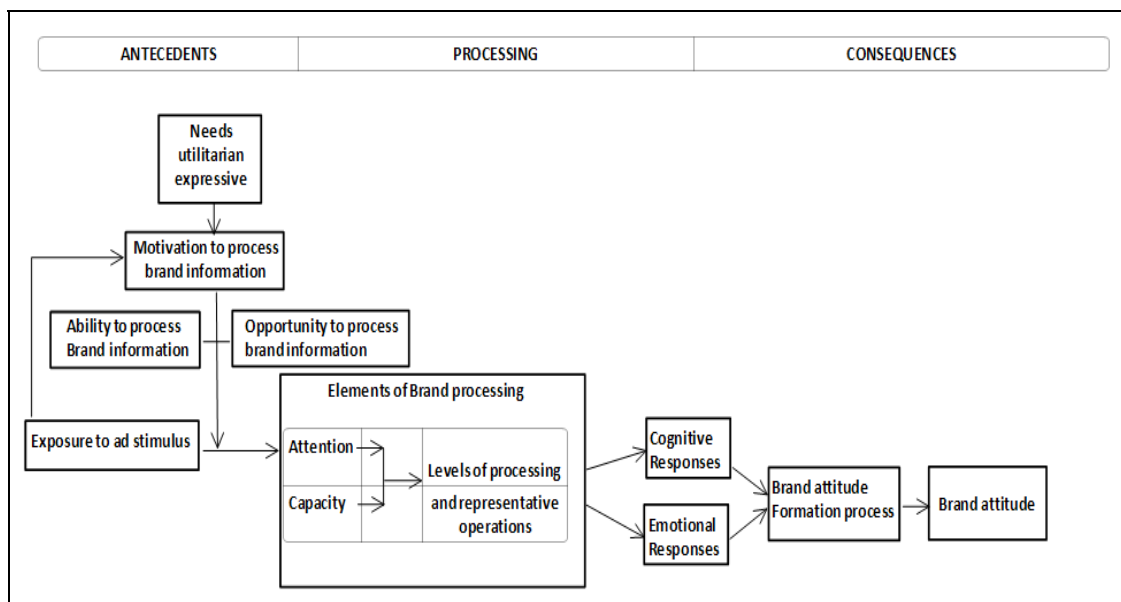 ANTECEDENTS
PROCESSING
CONSEQUENCES
Needs
utilitarian
expressive
Motivation to process
brand information
Ability to process
Brand information
Opportunity to process
brand information
Exposure to ad stimulus
Elements of Brand processing
Attention
Capacity
Levels of processing
and representative
operations
Cognitive
Responses
Emotional
Responses
Brand attitude
Formation process
Brand attitude